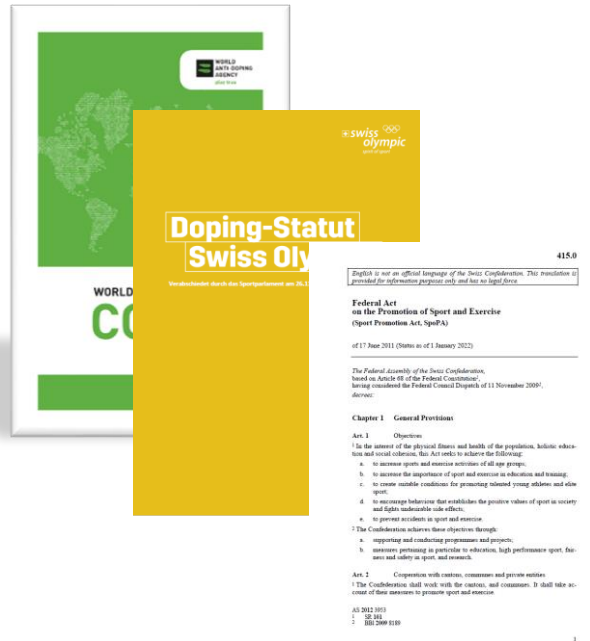 WORLD
ANTI-DOPING
AGENCY
play true
WORLD
CO
swiss
olympic
spirit of sport
Doping-Statut
Swiss Oly
Verabschiedet durch das Sportparlament am 26.1
415.0
English is not an official language of the Swiss Confederation. This translation is
provided for information purposes only and has no legal force.
Federal Act
on the Promotion of Sport and Exercise
(Sport Promotion Act, SpoPA)
of 17 June 2011 (Status as of 1 January 2022)
The Federal Assembly of the Swiss Confederation,
based on Article 68 of the Federal Constitution1,
having considered the Federal Council Dispatch of 11 November 20092,
decrees:
Chapter 1 General Provisions
Art. 1 Objectives
1 In the interest of the physical fitness and health of the population, holistic educa-
tion and social cohesion, this Act seeks to achieve the following:
a. to increase sports and exercise activities of all age groups;
b. to increase the importance of sport and exercise in education and training;
c. to create suitable conditions for promoting talented young athletes and elite
sport;
d. to encourage behaviour that establishes the positive values of sport in society
and fights undesirable side effects;
e. to prevent accidents in sport and exercise.
2 The Confederation achieves these objectives through:
a. supporting and conducting programmes and projects;
b. measures pertaining in particular to education, high performance sport, fair-
ness and safety in sport, and research.
Art. 2 Cooperation with cantons, communes and private entities
1 The Confederation shall work with the cantons, and communes. It shall take ac-
count of their measures to promote sport and exercise
AS 2012 3953
1 SR 101
2 BBl 2009 8189
1